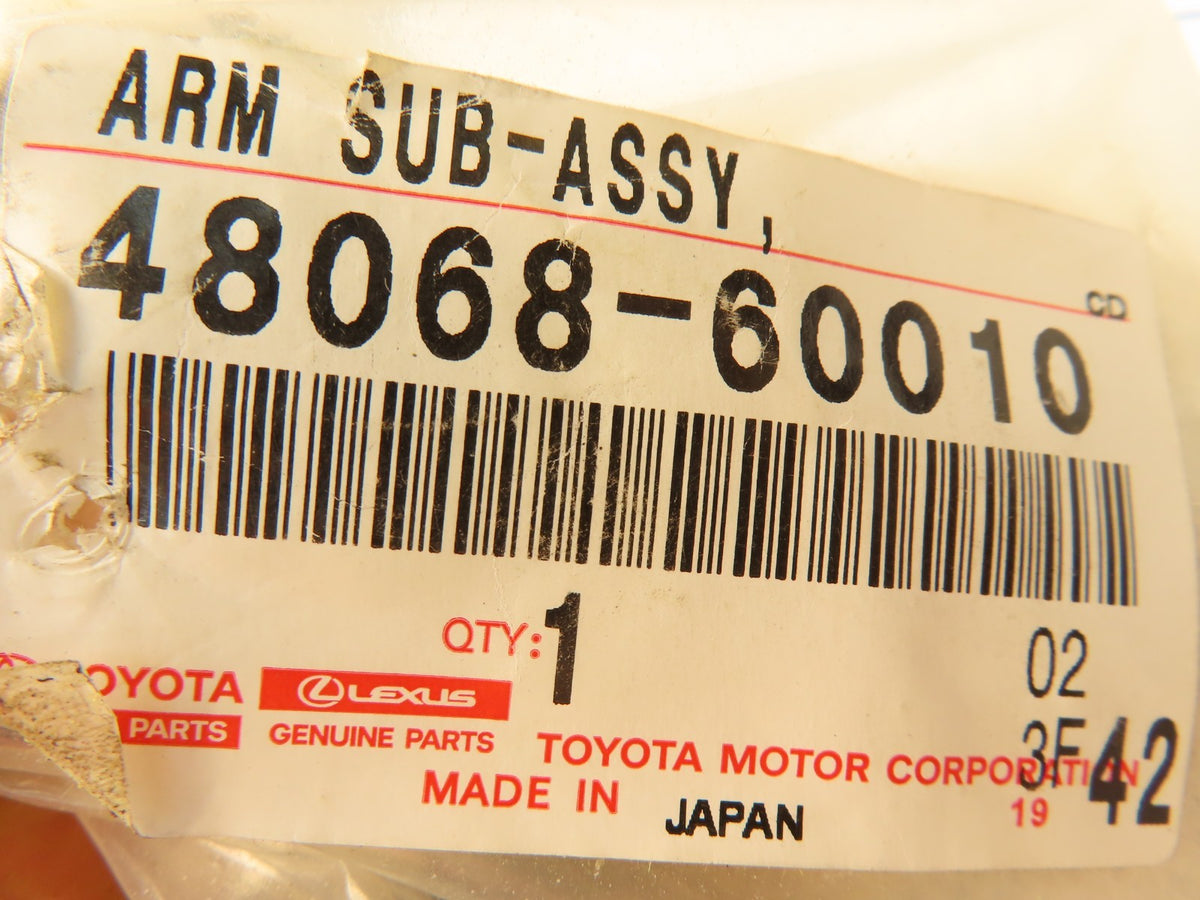 ARM SUB-ASSY,
CD
48068-60010
QTY: 1
02
OYOTA LEXUS
PARTS GENUINE PARTS
3F 42
TOYOTA MOTOR CORPORATION
MADE IN JAPAN
19